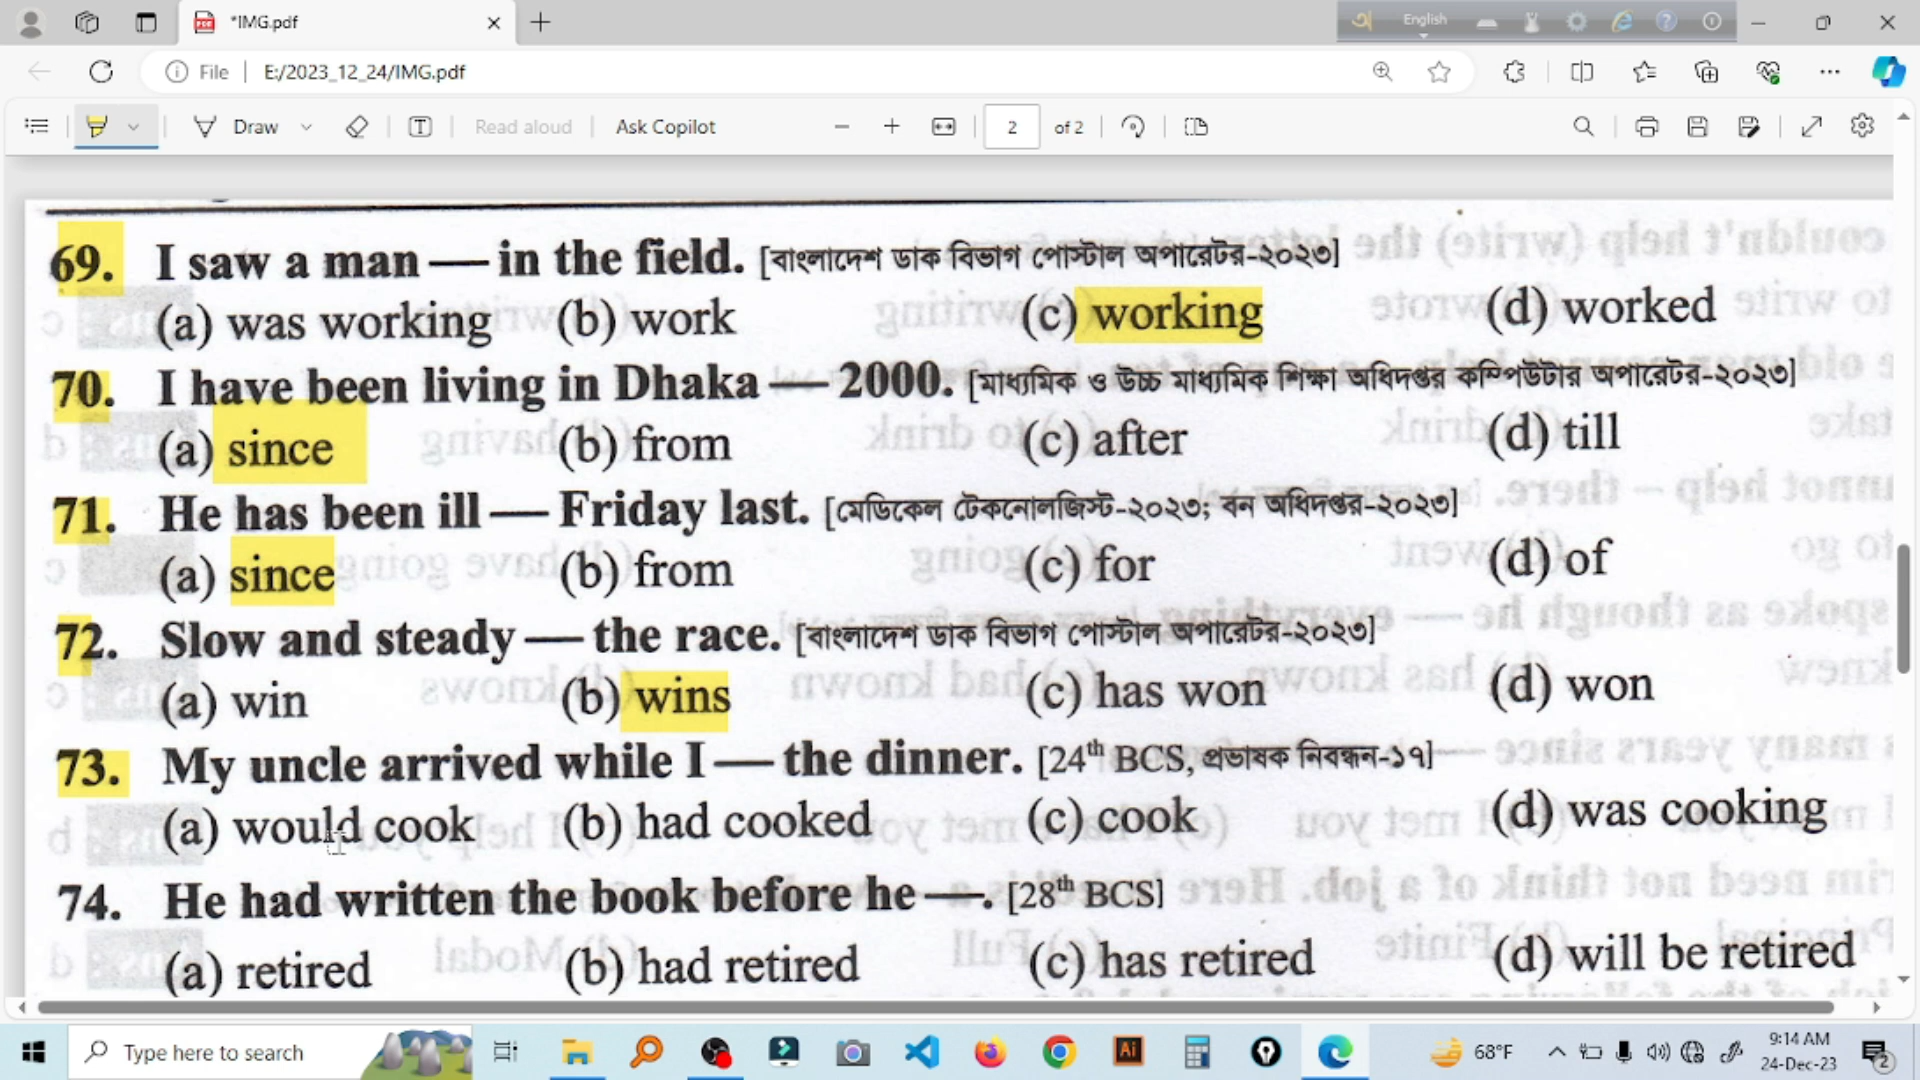 *IMG.pdf
English
File
E:/2023_12_24/IMG.pdf
Draw
Read aloud
Ask Copilot
2
of 2
69. I saw a man — in the field. [বাংলাদেশ ডাক বিভাগ পোস্টাল অপারেটর-২০২৩]
(a) was working (b) work (c) working (d) worked
70. I have been living in Dhaka — 2000. [মাধ্যমিক ও উচ্চ মাধ্যমিক শিক্ষা অধিদপ্তর কম্পিউটার অপারেটর-২০২৩]
(a) since (b) from (c) after (d) till
71. He has been ill — Friday last. [মেডিকেল টেকনোলজিস্ট-২০২৩; বন অধিদপ্তর-২০২৩]
(a) since (b) from (c) for (d) of
72. Slow and steady — the race. [বাংলাদেশ ডাক বিভাগ পোস্টাল অপারেটর-২০২৩]
(a) win (b) wins (c) has won (d) won
73. My uncle arrived while I — the dinner. [24th BCS, প্রভাষক নিবন্ধন-১৭]
(a) would cook (b) had cooked (c) cook (d) was cooking
74. He had written the book before he —. [28th BCS]
(a) retired (b) had retired (c) has retired (d) will be retired
Type here to search
68°F
9:14 AM
24-Dec-23
2